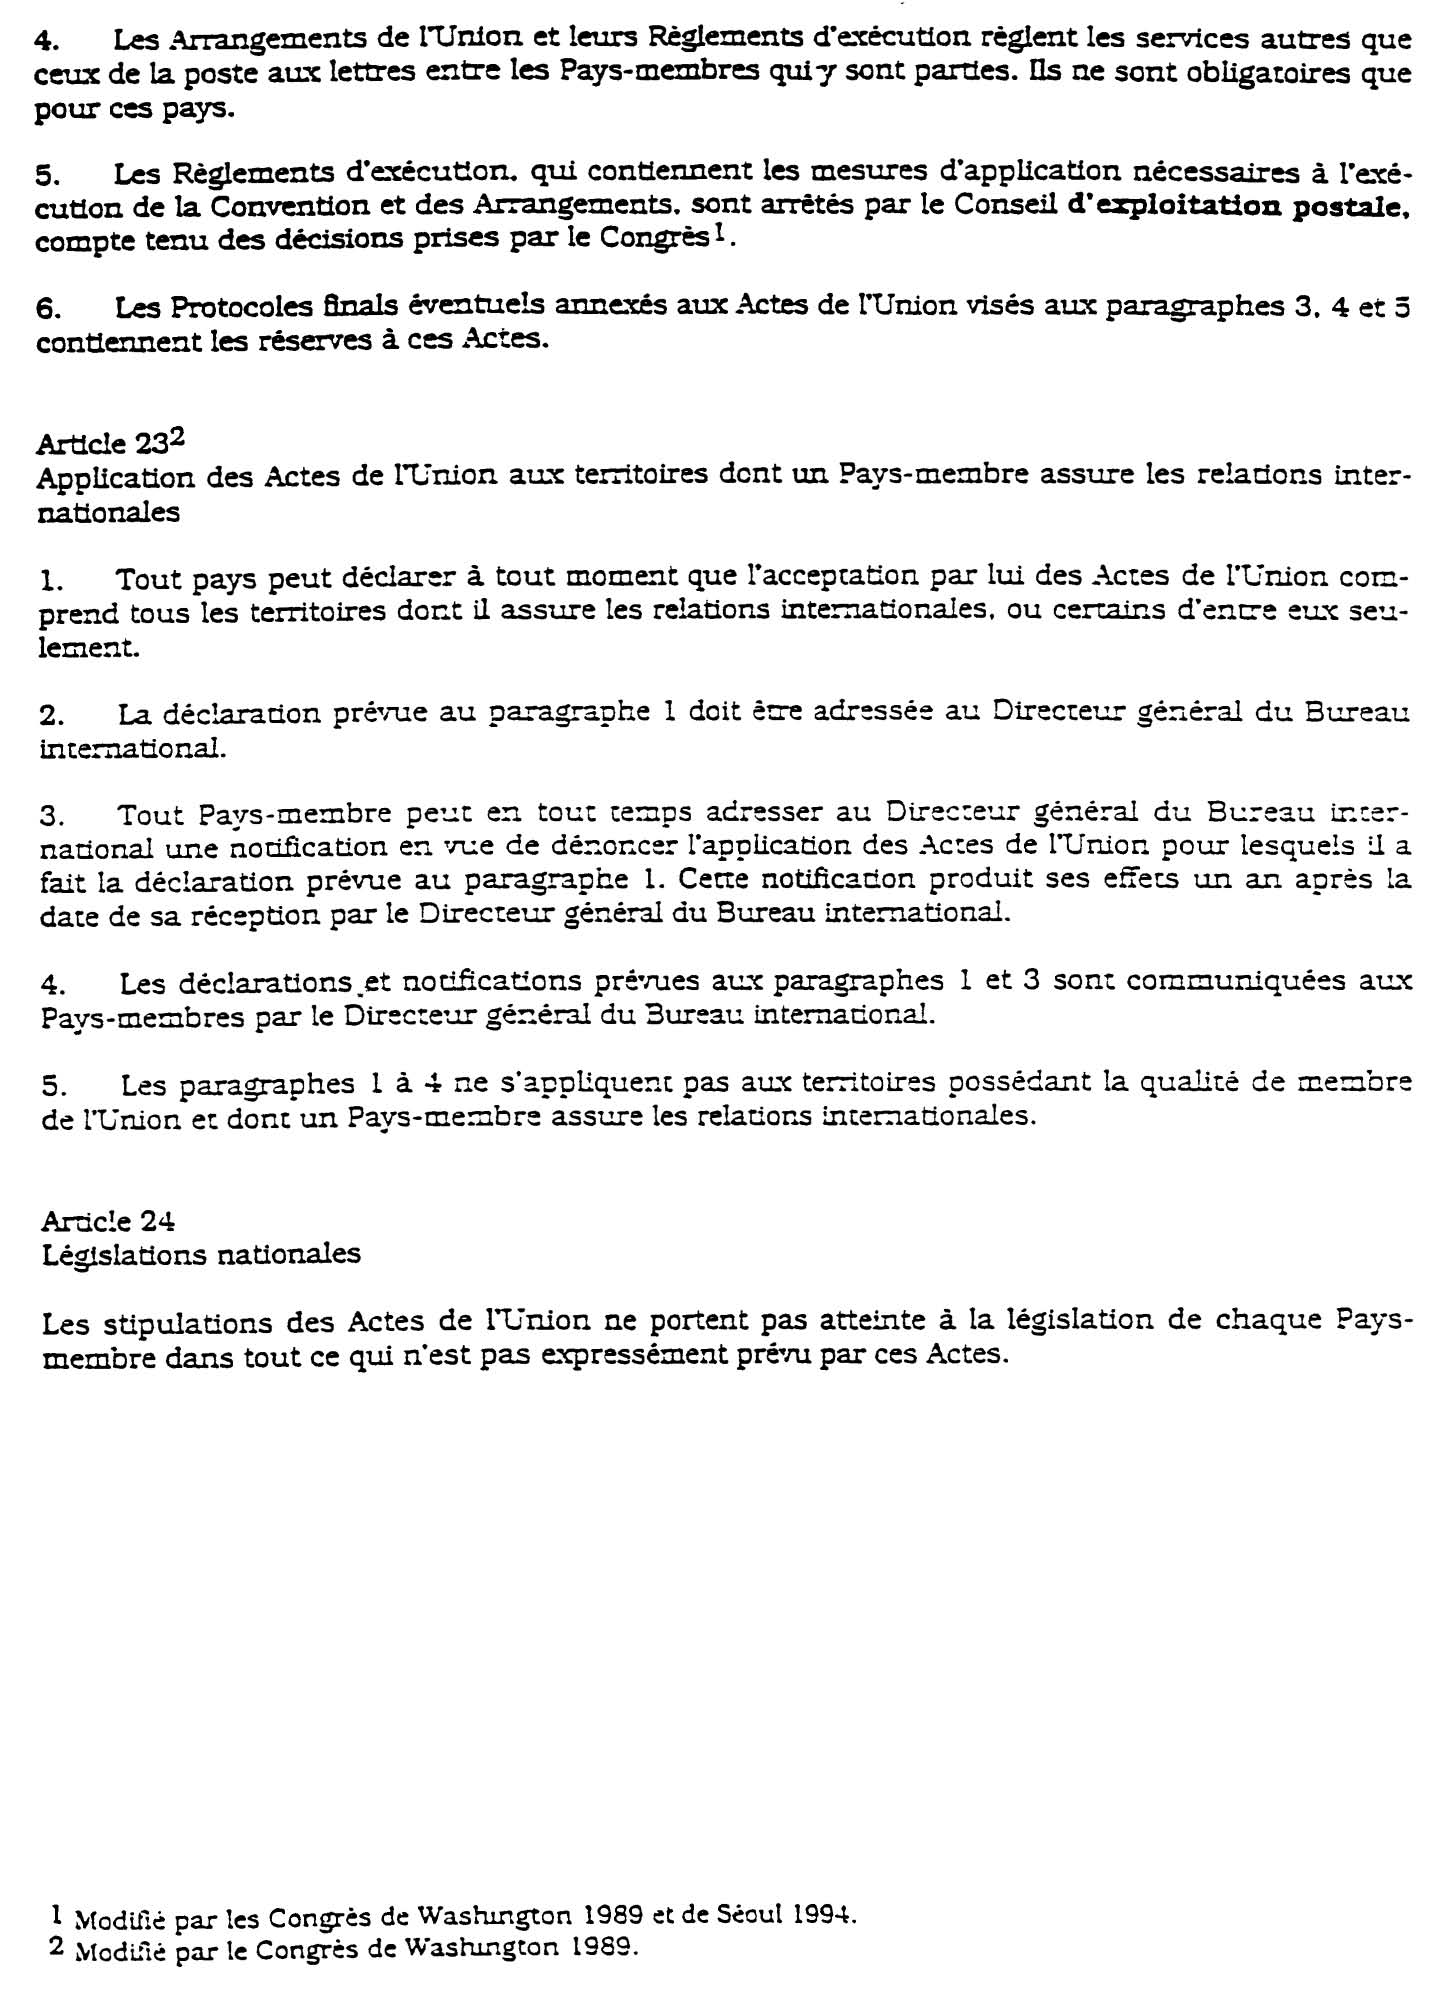 4. Les Arrangements de l'Union et leurs Règlements d'exécution règlent les services autres que
ceux de la poste aux lettres entre les Pays-membres qui y sont parties. Ils ne sont obligatoires que
pour ces pays.
5. Les Règlements d'exécution, qui contiennent les mesures d'application nécessaires à l'exé-
cution de la Convention et des Arrangements, sont arrêtés par le Conseil d'exploitation postale,
compte tenu des décisions prises par le Congrès1.
6. Les Protocoles finals éventuels annexés aux Actes de l'Union visés aux paragraphes 3, 4 et 5
contiennent les réserves à ces Actes.
Article 232
Application des Actes de l'Union aux territoires dont un Pays-membre assure les relations inter-
nationales
1. Tout pays peut déclarer à tout moment que l'acceptation par lui des Actes de l'Union com-
prend tous les territoires dont il assure les relations internationales, ou certains d'entre eux seu-
lement.
2. La déclaration prévue au paragraphe 1 doit être adressée au Directeur général du Bureau
international.
3. Tout Pays-membre peut en tout temps adresser au Directeur général du Bureau inter-
national une notification en vue de dénoncer l'application des Actes de l'Union pour lesquels il a
fait la déclaration prévue au paragraphe 1. Cette notification produit ses effets un an après la
date de sa réception par le Directeur général du Bureau international.
4. Les déclarations et notifications prévues aux paragraphes 1 et 3 sont communiquées aux
Pays-membres par le Directeur général du Bureau international.
5. Les paragraphes 1 à 4 ne s'appliquent pas aux territoires possédant la qualité de membre
de l'Union et dont un Pays-membre assure les relations internationales.
Article 24
Législations nationales
Les stipulations des Actes de l'Union ne portent pas atteinte à la législation de chaque Pays-
membre dans tout ce qui n'est pas expressément prévu par ces Actes.
1 Modifié par les Congrès de Washington 1989 et de Séoul 1994.
2 Modifié par le Congrès de Washington 1989.